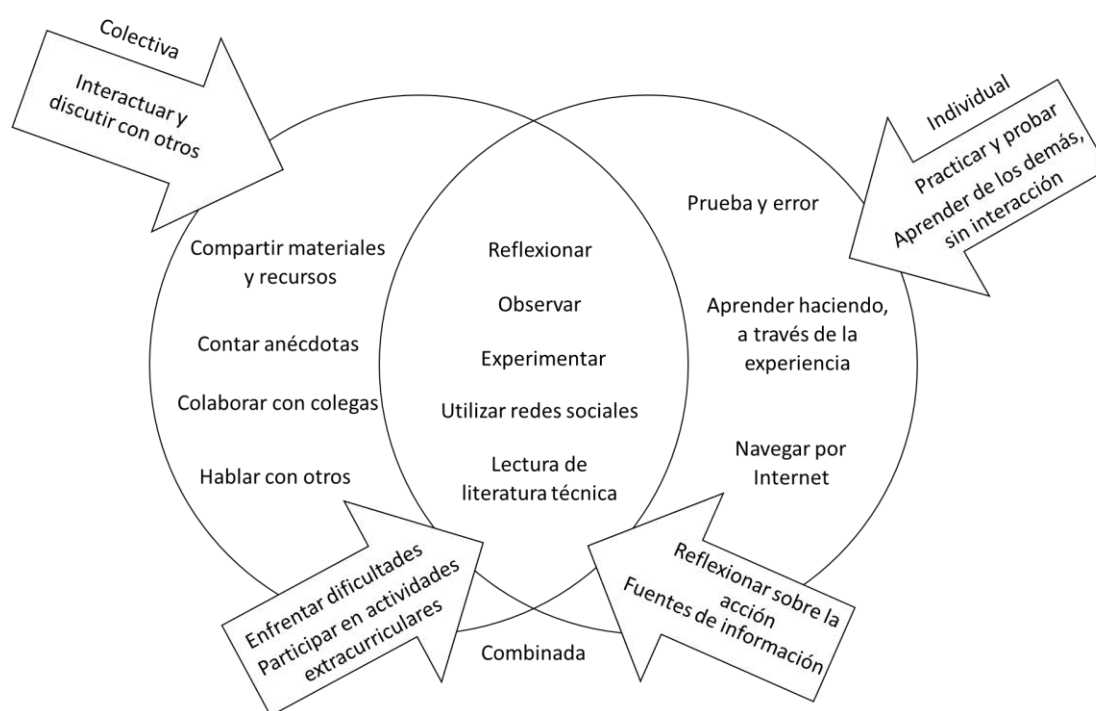 Colectiva
Interactuar y
discutir con otros
Individual
Practicar y probar
Aprender de los demás,
sin interacción
Compartir materiales
y recursos
Contar anécdotas
Colaborar con colegas
Hablar con otros
Reflexionar
Observar
Experimentar
Utilizar redes sociales
Lectura de
literatura técnica
Prueba y error
Aprender haciendo,
a través de la
experiencia
Navegar por
Internet
Enfrentar dificultades
Participar en actividades
extracurriculares
Combinada
Reflexionar sobre la
acción
Fuentes de información